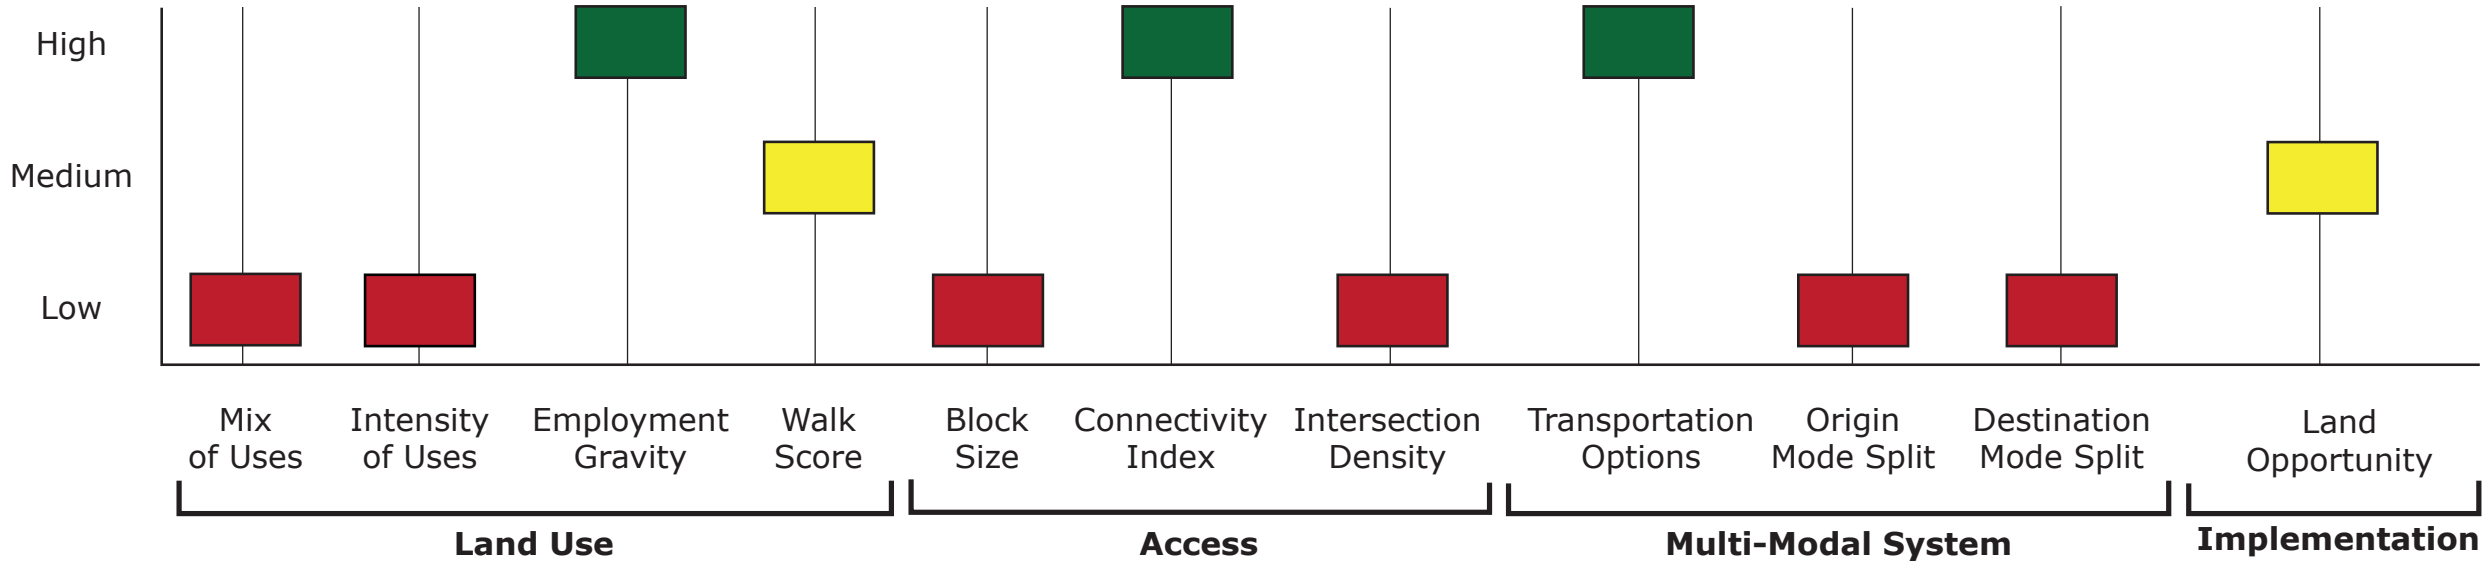 High
Medium
Low
Mix
of Uses
Intensity
of Uses
Employment
Gravity
Walk
Score
Block
Size
Connectivity
Index
Intersection
Density
Transportation
Options
Origin
Mode Split
Destination
Mode Split
Land
Opportunity
Land Use
Access
Multi-Modal System
Implementation